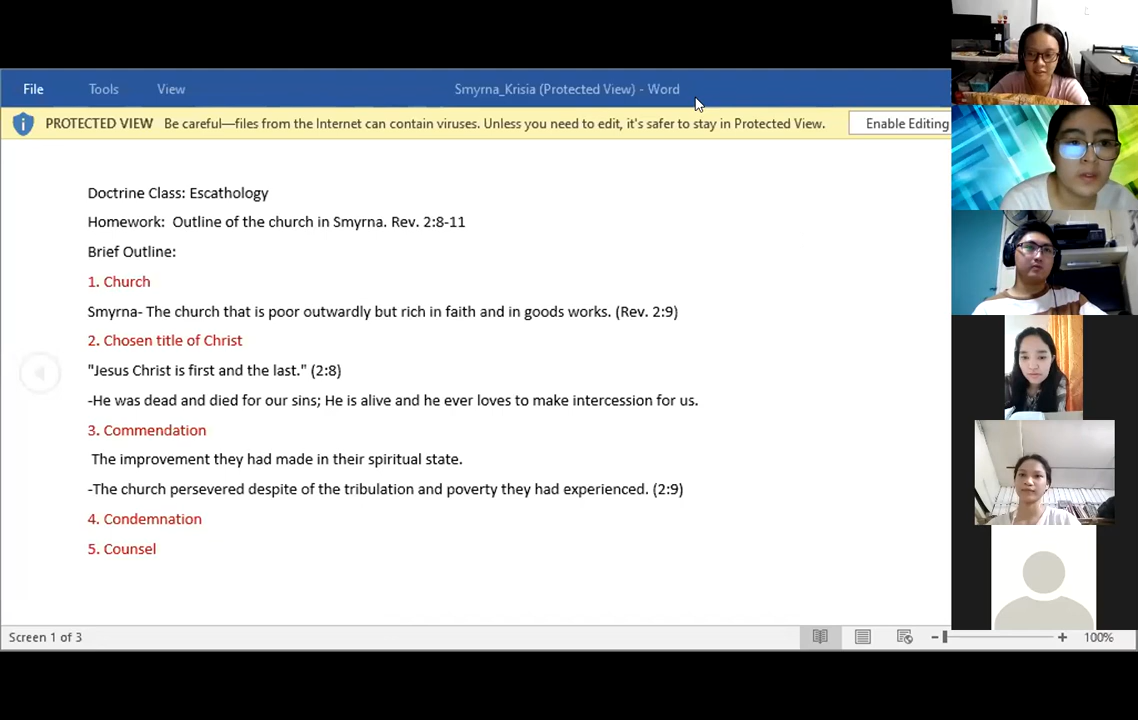 File Tools View Smyrna_Krisia (Protected View) - Word
PROTECTED VIEW Be careful—files from the Internet can contain viruses. Unless you need to edit, it's safer to stay in Protected View. Enable Editing
Doctrine Class: Escathology
Homework: Outline of the church in Smyrna. Rev. 2:8-11
Brief Outline:
1. Church
Smyrna- The church that is poor outwardly but rich in faith and in goods works. (Rev. 2:9)
2. Chosen title of Christ
"Jesus Christ is first and the last." (2:8)
-He was dead and died for our sins; He is alive and he ever loves to make intercession for us.
3. Commendation
The improvement they had made in their spiritual state.
-The church persevered despite of the tribulation and poverty they had experienced. (2:9)
4. Condemnation
5. Counsel
Screen 1 of 3 100%